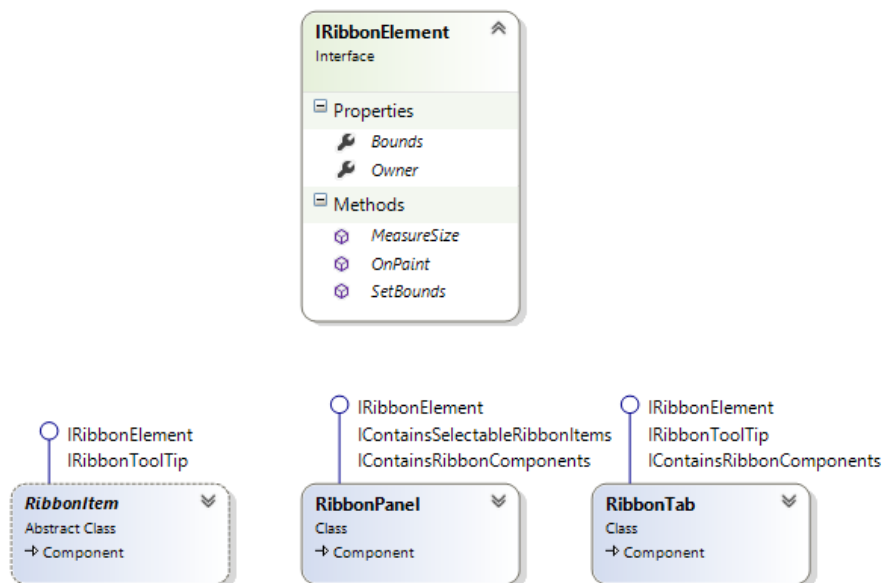 IRibbonElement
Interface
Properties
Bounds
Owner
Methods
MeasureSize
OnPaint
SetBounds
IRibbonElement
IRibbonToolTip
RibbonItem
Abstract Class
Component
IRibbonElement
IContainsSelectableRibbonItems
IContainsRibbonComponents
RibbonPanel
Class
Component
IRibbonElement
IRibbonToolTip
IContainsRibbonComponents
RibbonTab
Class
Component